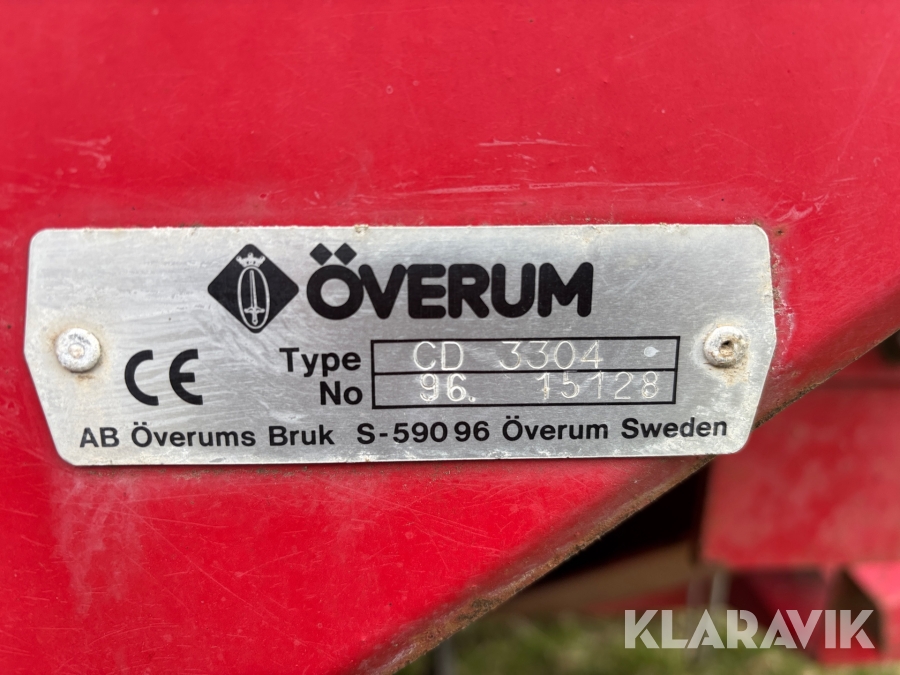 ÖVERUM
CE
Type CD 3304
No 96. 15128
AB Överums Bruk S-590 96 Överum Sweden
KLARAVIK